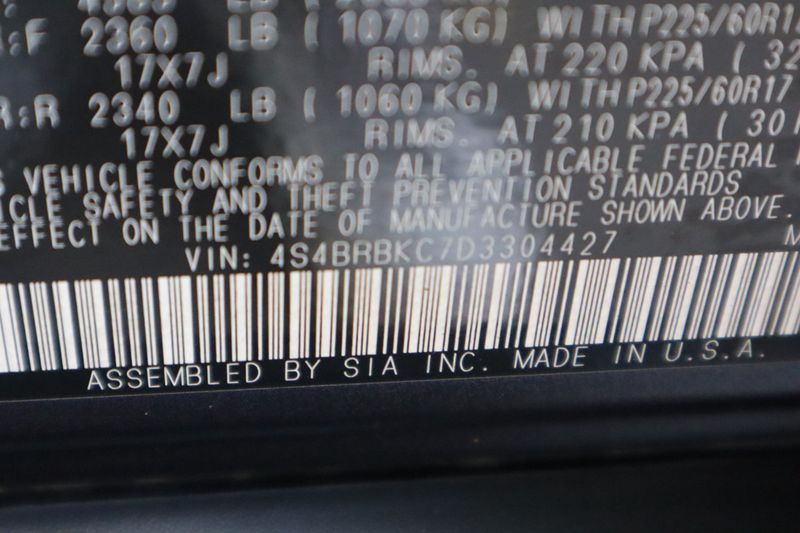 :F 2360 LB ( 1070 KG) WITH P225/60R17
17X7J RIMS. AT 220 KPA ( 32
R:R 2340 LB ( 1060 KG) WITH P225/60R17
17X7J RIMS. AT 210 KPA ( 30
VEHICLE CONFORMS TO ALL APPLICABLE FEDERAL
ICLE SAFETY AND THEFT PREVENTION STANDARDS
EFFECT ON THE DATE OF MANUFACTURE SHOWN ABOVE.
VIN: 4S4BRBKC7D3304427 M
ASSEMBLED BY SIA INC. MADE IN U.S.A.